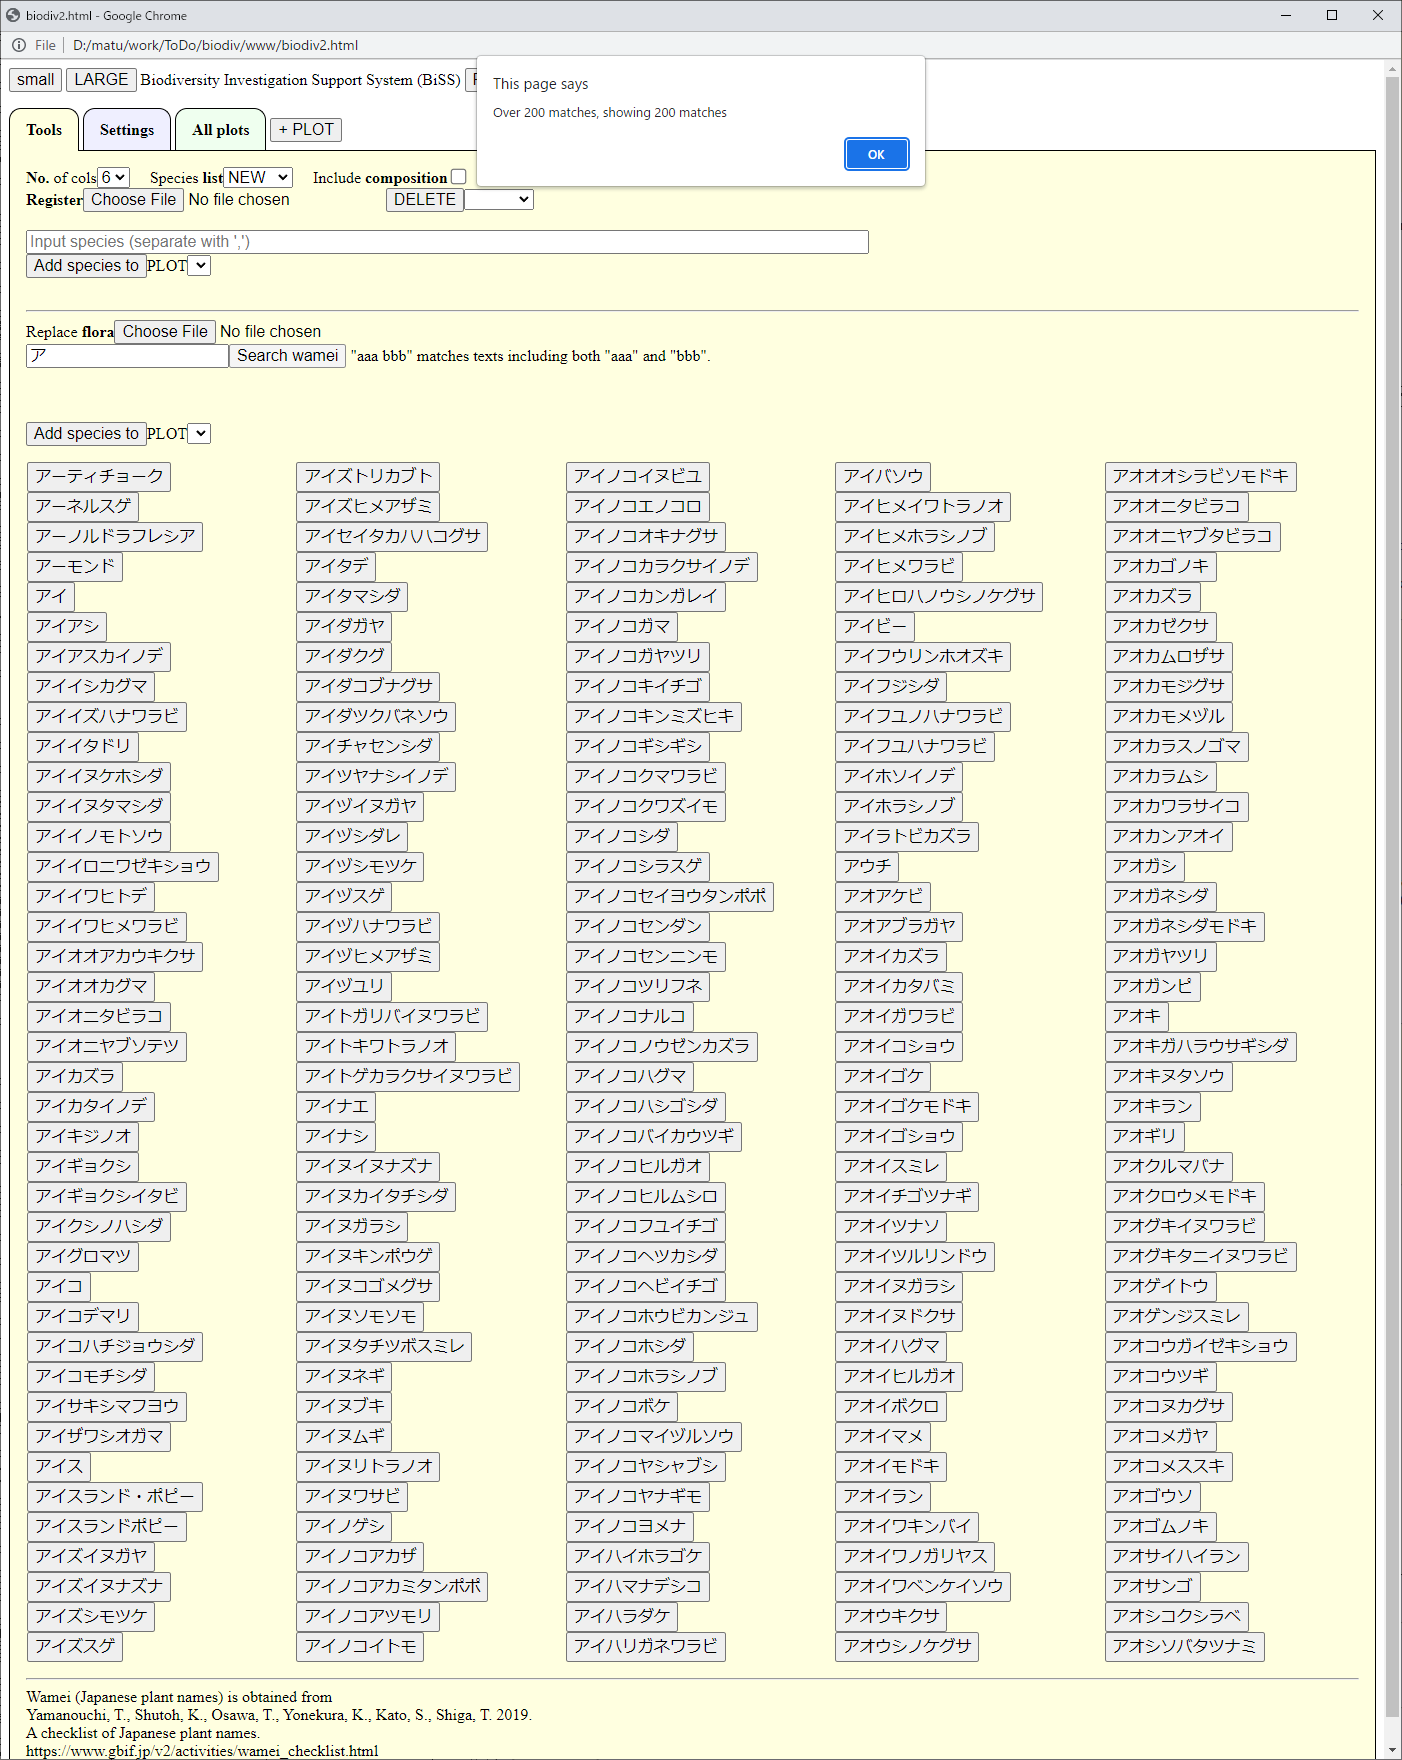 biodiv2.html - Google Chrome
File D:/matu/work/ToDo/biodiv/www/biodiv2.html
small LARGE Biodiversity Investigation Support System (BiSS)
This page says
Over 200 matches, showing 200 matches
OK
Tools Settings All plots + PLOT
No. of cols 6 Species list NEW Include composition
Register Choose File No file chosen DELETE
Input species (separate with ',')
Add species to PLOT
Replace flora Choose File No file chosen
ア Search wamei "aaa bbb" matches texts including both "aaa" and "bbb".
Add species to PLOT
アーティチョーク アイズトリカブト アイノコイヌビユ アイバソウ アオオオシラビソモドキ
アーネルスゲ アイズヒメアザミ アイノコエノコロ アイヒメイワトラノオ アオオニタビラコ
アーノルドラフレシア アイセイタカハハコグサ アイノコオキナグサ アイヒメホラシノブ アオオニヤブタビラコ
アーモンド アイタデ アイノコカラクサイノデ アイヒメワラビ アオカゴノキ
アイ アイタマシダ アイノコカンガレイ アイヒロハノウシノケグサ アオカズラ
アイアシ アイダガヤ アイノコガマ アイビー アオカゼクサ
アイアスカイノデ アイダクグ アイノコガヤツリ アイフウリンホオズキ アオカムロザサ
アイイシカグマ アイダコブナグサ アイノコキイチゴ アイフジシダ アオカモジグサ
アイイズハナワラビ アイダツクバネソウ アイノコキンミズヒキ アイフユノハナワラビ アオカモメヅル
アイイタドリ アイチャセンシダ アイノコギシギシ アイフユハナワラビ アオカラスノゴマ
アイイヌケホシダ アイツヤナシイノデ アイノコクマワラビ アイホソイノデ アオカラムシ
アイイヌタマシダ アイヅイヌガヤ アイノコクワズイモ アイホラシノブ アオカワラサイコ
アイイノモトソウ アイヅシダレ アイノコシダ アイラトビカズラ アオカンアオイ
アイイロニワゼキショウ アイヅシモツケ アイノコシラスゲ アウチ アオガシ
アイイワヒトデ アイヅスゲ アイノコセイヨウタンポポ アオアケビ アオガネシダ
アイイワヒメワラビ アイヅハナワラビ アイノコセンダン アオアブラガヤ アオガネシダモドキ
アイオオアカウキクサ アイヅヒメアザミ アイノコセンニンモ アオイカズラ アオガヤツリ
アイオオカグマ アイヅユリ アイノコツリフネ アオイカタバミ アオガンピ
アイオニタビラコ アイトガリバイヌワラビ アイノコナルコ アオイガワラビ アオキ
アイオニヤブソテツ アイトキワトラノオ アイノコノウゼンカズラ アオイコショウ アオキガハラウサギシダ
アイカズラ アイトゲカラクサイヌワラビ アイノコハグマ アオイゴケ アオキヌタソウ
アイカタイノデ アイナエ アイノコハシゴシダ アオイゴケモドキ アオキラン
アイキジノオ アイナシ アイノコバイカウツギ アオイゴショウ アオギリ
アイギョクシ アイヌイヌナズナ アイノコヒルガオ アオイスミレ アオクルマバナ
アイギョクシイタビ アイヌカイタチシダ アイノコヒルムシロ アオイチゴツナギ アオクロウメモドキ
アイクシノハシダ アイヌガラシ アイノコフユイチゴ アオイツナソ アオグキイヌワラビ
アイグロマツ アイヌキンポウゲ アイノコヘツカシダ アオイツルリンドウ アオグキタニイヌワラビ
アイコ アイヌコゴメグサ アイノコヘビイチゴ アオイヌガラシ アオゲイトウ
アイコデマリ アイヌソモソモ アイノコホウビカンジュ アオイヌドクサ アオゲンジスミレ
アイコハチジョウシダ アイヌタチツボスミレ アイノコホシダ アオイハグマ アオコウガイゼキショウ
アイコモチシダ アイヌネギ アイノコホラシノブ アオイヒルガオ アオコウツギ
アイサキシマフヨウ アイヌブキ アイノコボケ アオイボクロ アオコヌカグサ
アイザワシオガマ アイヌムギ アイノコマイヅルソウ アオイマメ アオコメガヤ
アイス アイヌリトラノオ アイノコヤシャブシ アオイモドキ アオコメススキ
アイスランド・ポピー アイヌワサビ アイノコヤナギモ アオイラン アオゴウソ
アイスランドポピー アイノゲシ アイノコヨメナ アオイワキンバイ アオゴムノキ
アイズイヌガヤ アイノコアカザ アイハイホラゴケ アオイワノガリヤス アオサイハイラン
アイズイヌナズナ アイノコアカミタンポポ アイハマナデシコ アオイワベンケイソウ アオサンゴ
アイズシモツケ アイノコアツモリ アイハラダケ アオウキクサ アオシコクシラベ
アイズスゲ アイノコイトモ アイハリガネワラビ アオウシノケグサ アオシソバタツナミ
Wamei (Japanese plant names) is obtained from
Yamanouchi, T., Shutoh, K., Osawa, T., Yonekura, K., Kato, S., Shiga, T. 2019.
A checklist of Japanese plant names.
https://www.gbif.jp/v2/activities/wamei_checklist.html